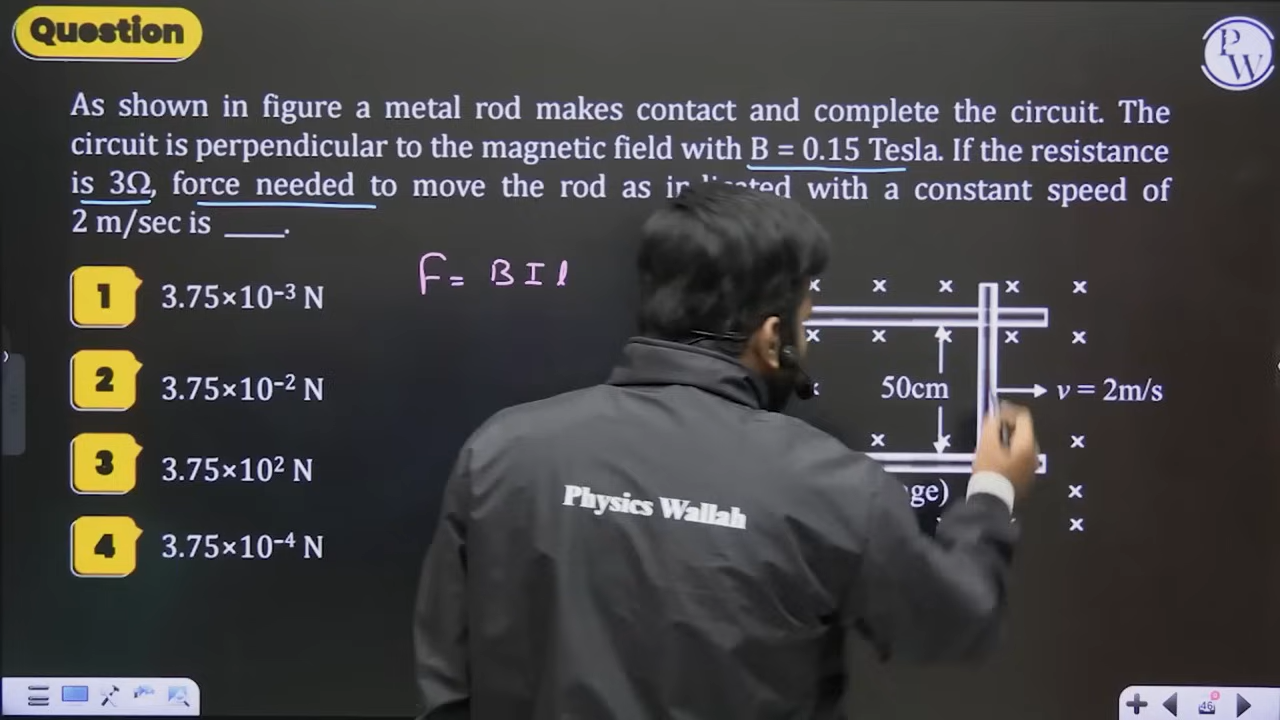 Question
PW
As shown in figure a metal rod makes contact and complete the circuit. The
circuit is perpendicular to the magnetic field with B = 0.15 Tesla. If the resistance
is 3Ω, force needed to move the rod as indicated with a constant speed of
2 m/sec is ____.
F = B I l
1 3.75×10⁻³ N
2 3.75×10⁻² N
3 3.75×10² N
4 3.75×10⁻⁴ N
x x x x x
x x x x x
50cm
v = 2m/s
x x x
x
x
Physics Wallah
46